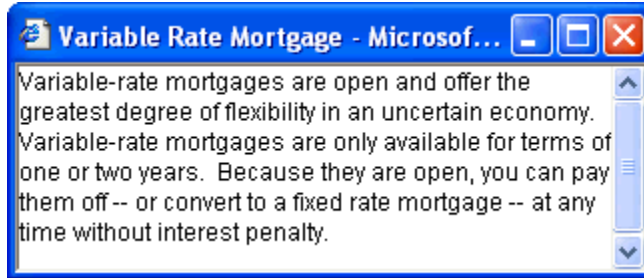 Variable Rate Mortgage - Microsof...
Variable-rate mortgages are open and offer the
greatest degree of flexibility in an uncertain economy.
Variable-rate mortgages are only available for terms of
one or two years.  Because they are open, you can pay
them off -- or convert to a fixed rate mortgage -- at any
time without interest penalty.